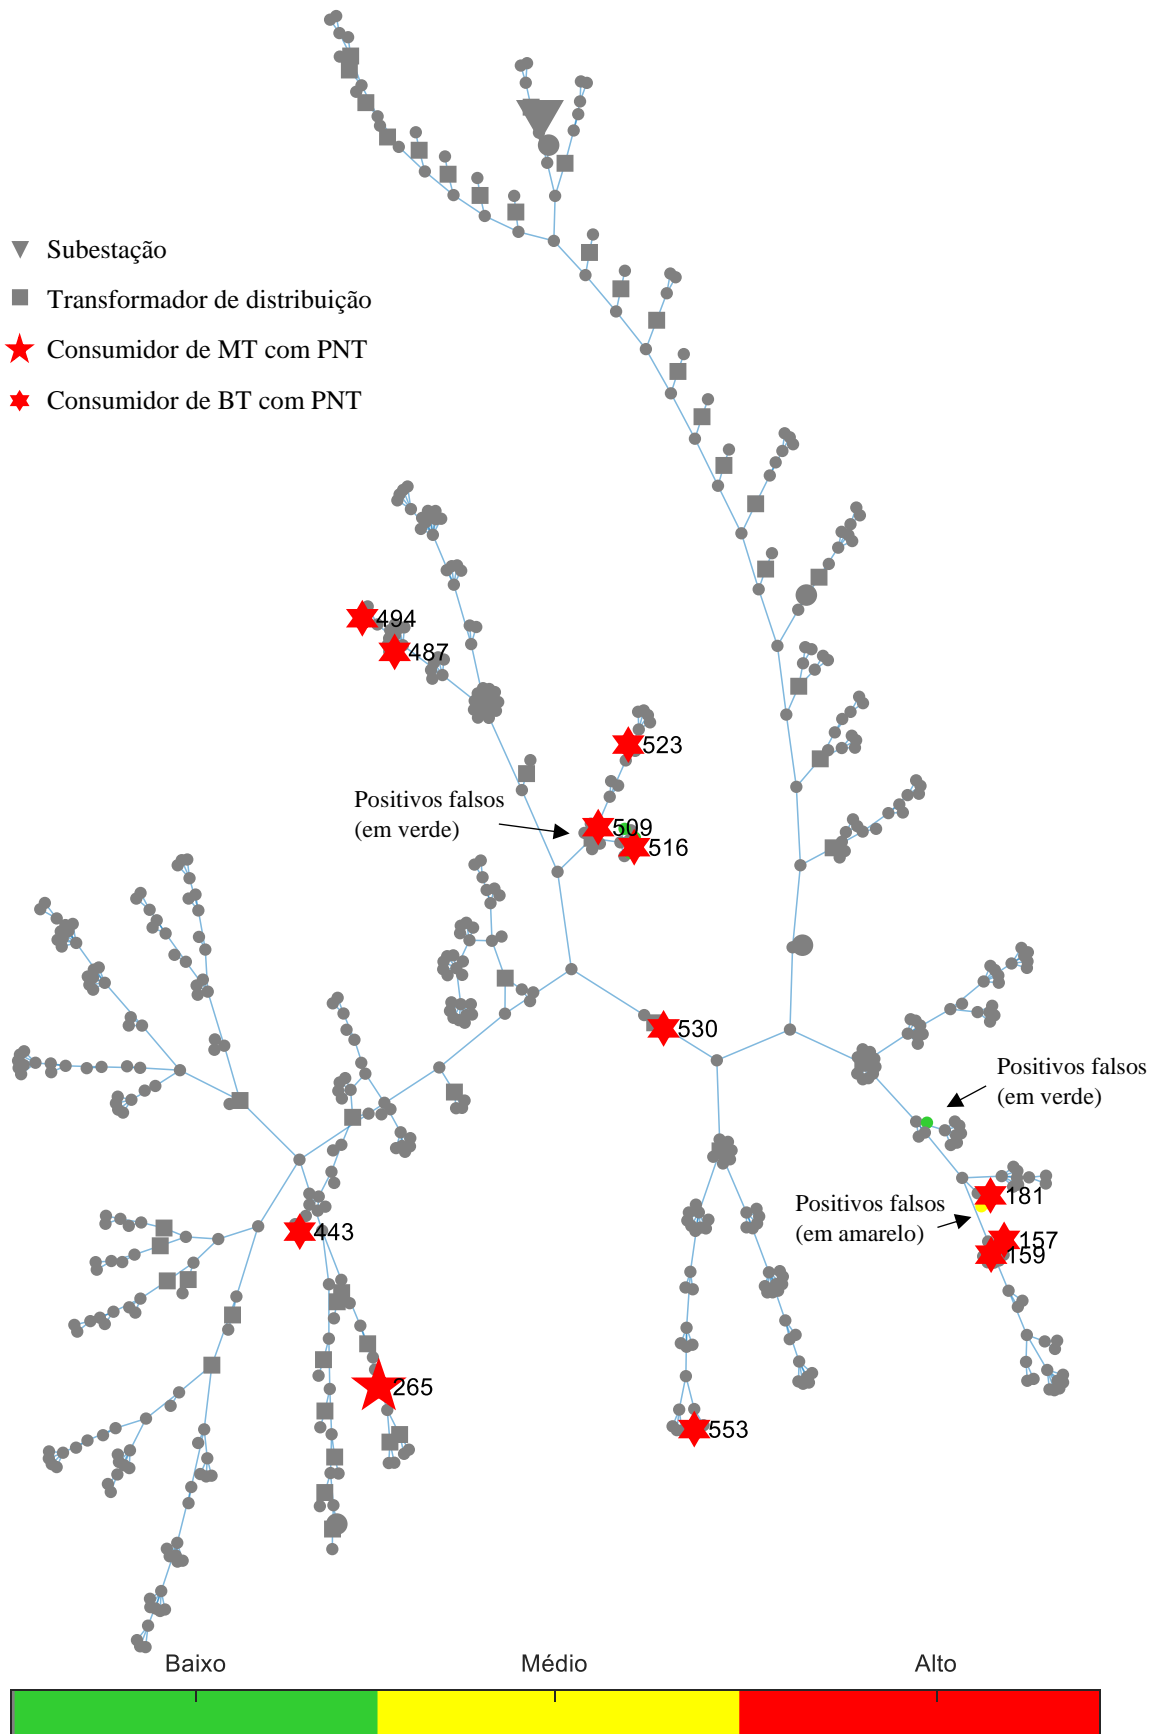 Subestação
Transformador de distribuição
Consumidor de MT com PNT
Consumidor de BT com PNT
494
487
523
Positivos falsos
(em verde)
509
516
530
Positivos falsos
(em verde)
181
Positivos falsos
(em amarelo)
157
159
443
265
553
Baixo
Médio
Alto